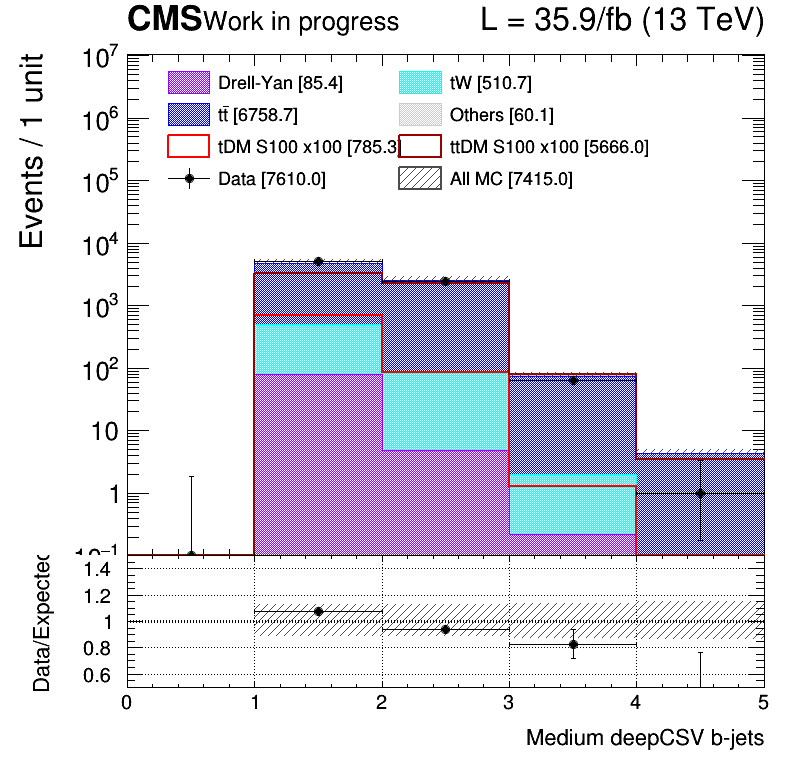 CMS Work in progress L = 35.9/fb (13 TeV)
Events / 1 unit
10⁷
10⁶
10⁵
10⁴
10³
10²
10
1
10⁻¹
Drell-Yan [85.4] tW [510.7]
tt̄ [6758.7] Others [60.1]
tDM S100 x100 [785.3] ttDM S100 x100 [5666.0]
Data [7610.0] All MC [7415.0]
Data/Expected
1.4
1.2
1
0.8
0.6
0 1 2 3 4 5
Medium deepCSV b-jets